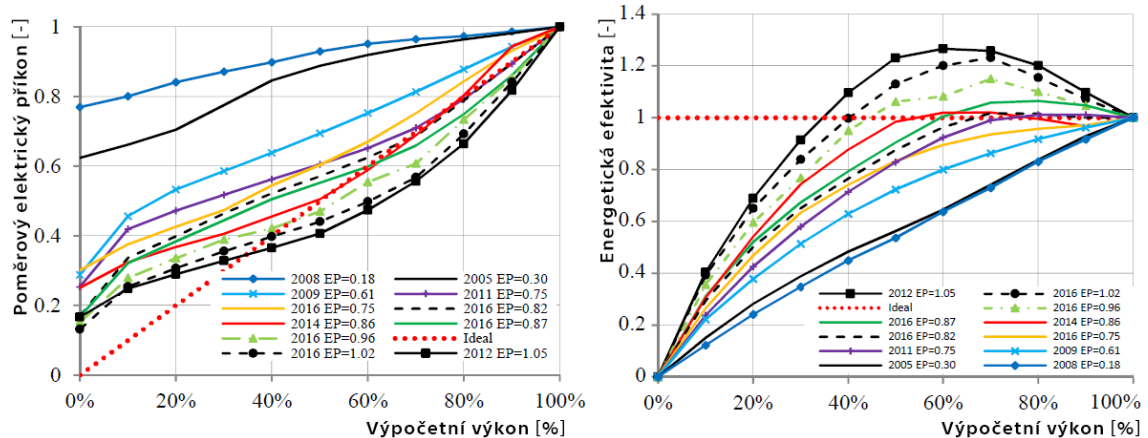 Poměrový elektrický příkon [-]
1
0.8
0.6
0.4
0.2
0
0%
20%
40%
60%
80%
100%
Výpočetní výkon [%]
2008 EP=0.18
2005 EP=0.30
2009 EP=0.61
2011 EP=0.75
2016 EP=0.75
2016 EP=0.82
2014 EP=0.86
2016 EP=0.87
2016 EP=0.96
Ideal
2016 EP=1.02
2012 EP=1.05
Energetická efektivita [-]
1.4
1.2
1
0.8
0.6
0.4
0.2
0
0%
20%
40%
60%
80%
100%
Výpočetní výkon [%]
2012 EP=1.05
2016 EP=1.02
Ideal
2016 EP=0.96
2016 EP=0.87
2014 EP=0.86
2016 EP=0.82
2016 EP=0.75
2011 EP=0.75
2009 EP=0.61
2005 EP=0.30
2008 EP=0.18